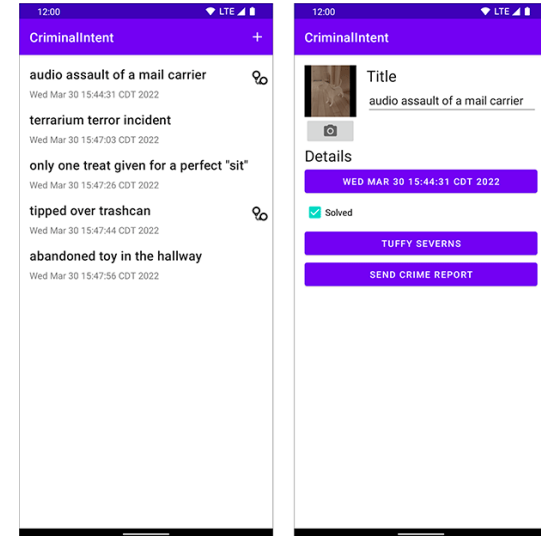 12:00 LTE
CriminalIntent +
audio assault of a mail carrier
Wed Mar 30 15:44:31 CDT 2022
terrarium terror incident
Wed Mar 30 15:47:03 CDT 2022
only one treat given for a perfect "sit"
Wed Mar 30 15:47:26 CDT 2022
tipped over trashcan
Wed Mar 30 15:47:44 CDT 2022
abandoned toy in the hallway
Wed Mar 30 15:47:56 CDT 2022
12:00 LTE
CriminalIntent
Title
audio assault of a mail carrier
Details
WED MAR 30 15:44:31 CDT 2022
Solved
TUFFY SEVERNS
SEND CRIME REPORT